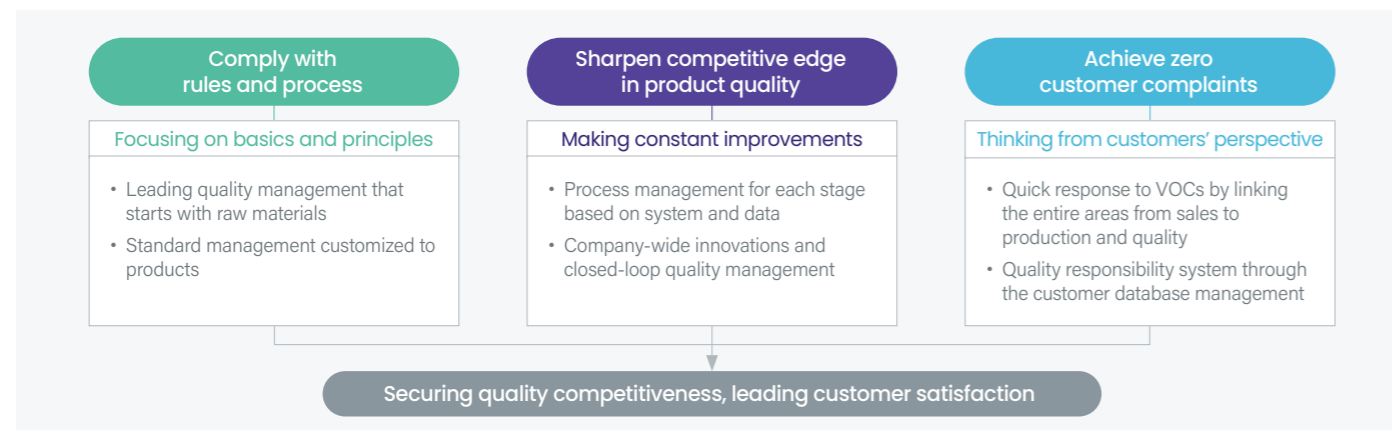 Comply with
rules and process
Focusing on basics and principles
• Leading quality management that
starts with raw materials
• Standard management customized to
products
Sharpen competitive edge
in product quality
Making constant improvements
• Process management for each stage
based on system and data
• Company-wide innovations and
closed-loop quality management
Achieve zero
customer complaints
Thinking from customers’ perspective
• Quick response to VOCs by linking
the entire areas from sales to
production and quality
• Quality responsibility system through
the customer database management
Securing quality competitiveness, leading customer satisfaction